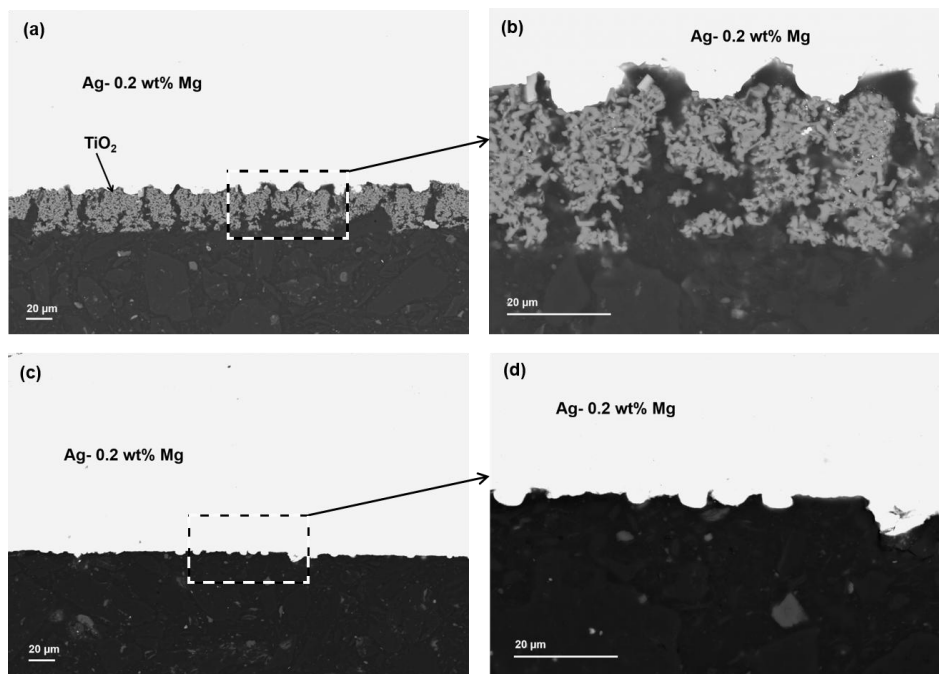 (a)
Ag- 0.2 wt% Mg
TiO₂
20 µm
(b)
Ag- 0.2 wt% Mg
20 µm
(c)
Ag- 0.2 wt% Mg
20 µm
(d)
Ag- 0.2 wt% Mg
20 µm